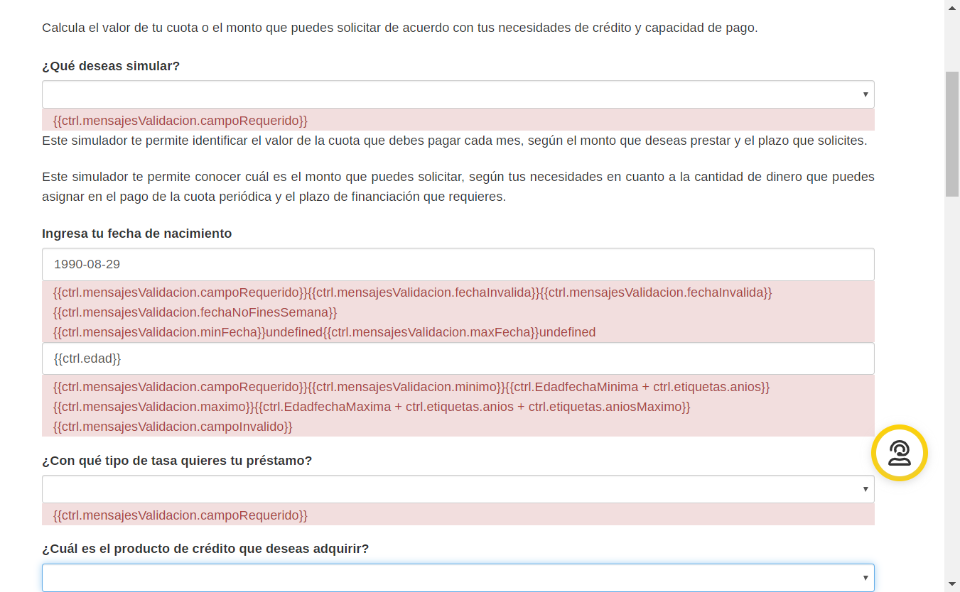 Calcula el valor de tu cuota o el monto que puedes solicitar de acuerdo con tus necesidades de crédito y capacidad de pago.
¿Qué deseas simular?
{{ctrl.mensajesValidacion.campoRequerido}}
Este simulador te permite identificar el valor de la cuota que debes pagar cada mes, según el monto que deseas prestar y el plazo que solicites.
Este simulador te permite conocer cuál es el monto que puedes solicitar, según tus necesidades en cuanto a la cantidad de dinero que puedes
asignar en el pago de la cuota periódica y el plazo de financiación que requieres.
Ingresa tu fecha de nacimiento
1990-08-29
{{ctrl.mensajesValidacion.campoRequerido}}{{ctrl.mensajesValidacion.fechaInvalida}}{{ctrl.mensajesValidacion.fechaInvalida}}
{{ctrl.mensajesValidacion.fechaNoFinesSemana}}
{{ctrl.mensajesValidacion.minFecha}}undefined{{ctrl.mensajesValidacion.maxFecha}}undefined
{{ctrl.edad}}
{{ctrl.mensajesValidacion.campoRequerido}}{{ctrl.mensajesValidacion.minimo}}{{ctrl.EdadfechaMinima + ctrl.etiquetas.anios}}
{{ctrl.mensajesValidacion.maximo}}{{ctrl.EdadfechaMaxima + ctrl.etiquetas.anios + ctrl.etiquetas.aniosMaximo}}
{{ctrl.mensajesValidacion.campoInvalido}}
¿Con qué tipo de tasa quieres tu préstamo?
{{ctrl.mensajesValidacion.campoRequerido}}
¿Cuál es el producto de crédito que deseas adquirir?